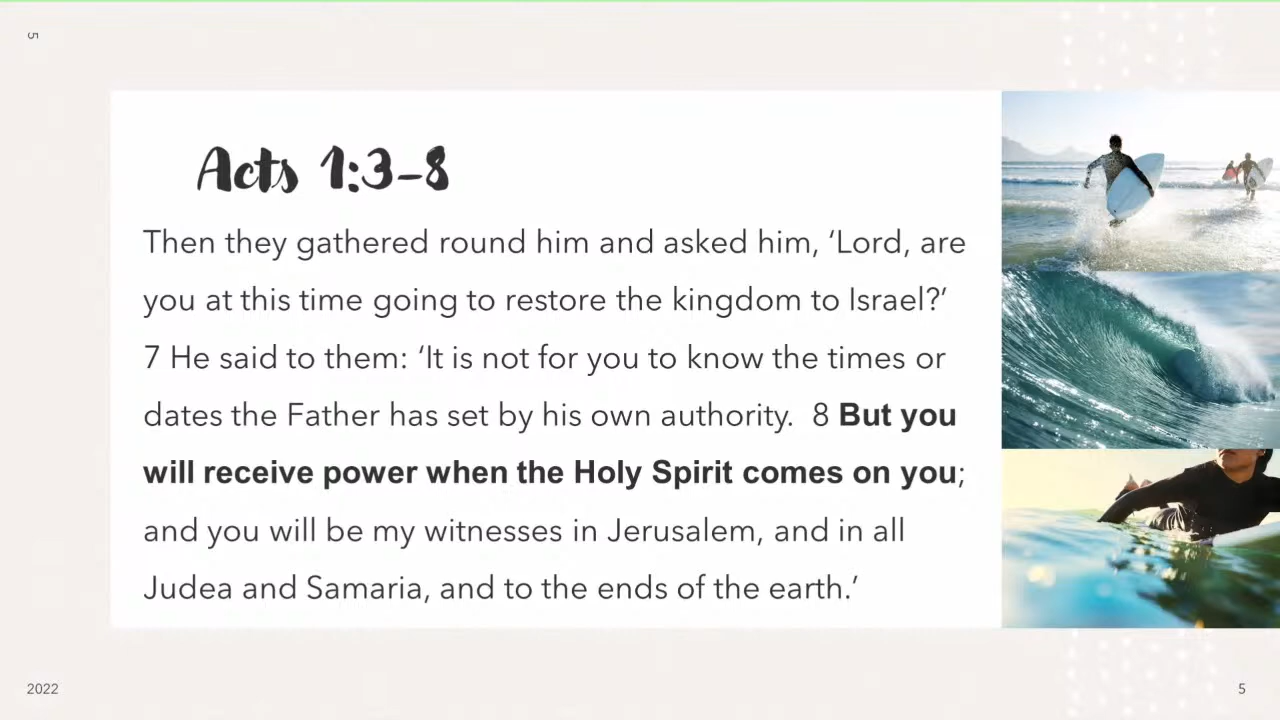 5
Acts 1:3-8
Then they gathered round him and asked him, ‘Lord, are
you at this time going to restore the kingdom to Israel?’
7 He said to them: ‘It is not for you to know the times or
dates the Father has set by his own authority.  8 But you
will receive power when the Holy Spirit comes on you;
and you will be my witnesses in Jerusalem, and in all
Judea and Samaria, and to the ends of the earth.’
2022
5